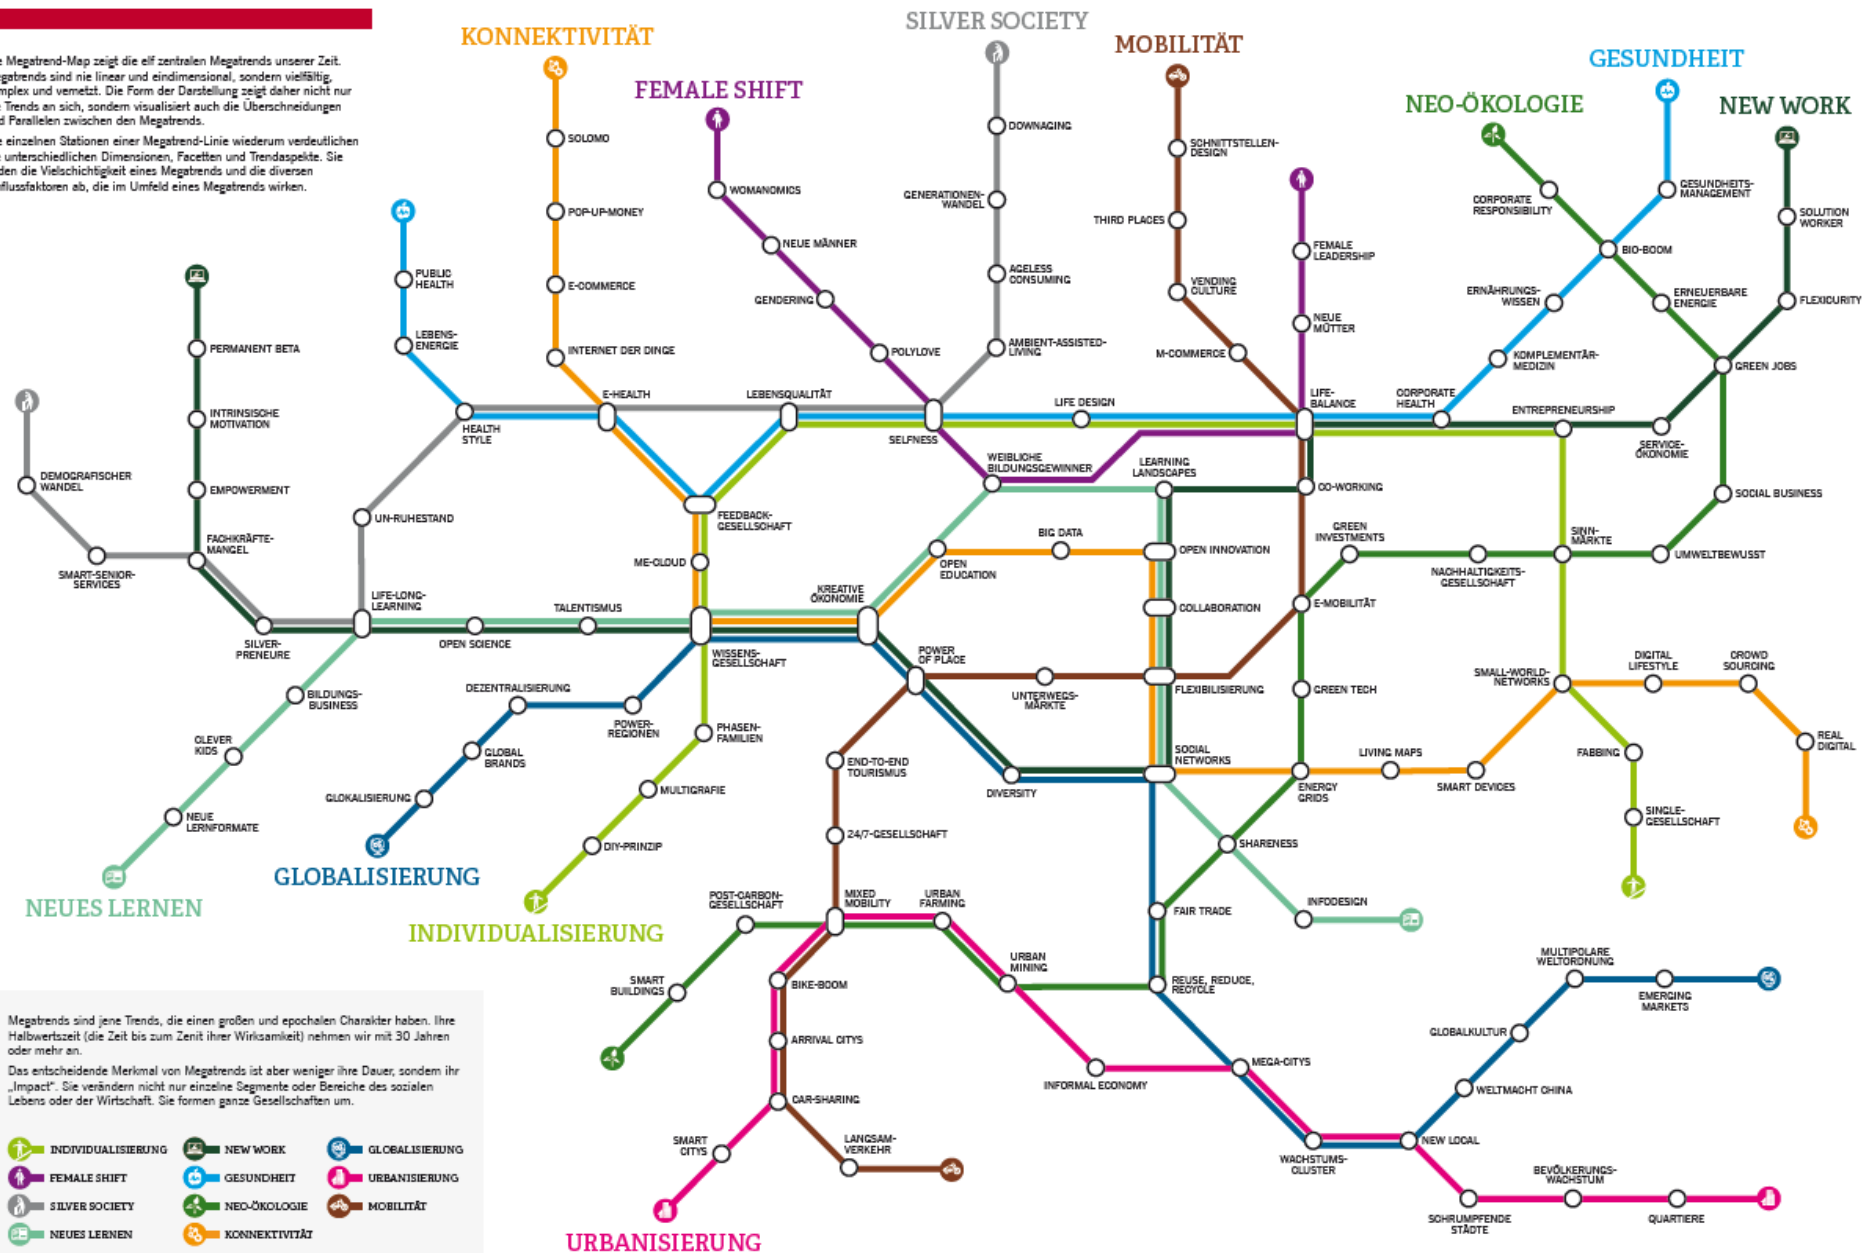 e Megatrend-Map zeigt die elf zentralen Megatrends unserer Zeit.
egatrends sind nie linear und eindimensional, sondern vielfältig,
mplex und vernetzt. Die Form der Darstellung zeigt daher nicht nur
e Trends an sich, sondern visualisiert auch die Überschneidungen
d Parallelen zwischen den Megatrends.
e einzelnen Stationen einer Megatrend-Linie wiederum verdeutlichen
e unterschiedlichen Dimensionen, Facetten und Trendaspekte. Sie
den die Vielschichtigkeit eines Megatrends und die diversen
flussfaktoren ab, die im Umfeld eines Megatrends wirken.
KONNEKTIVITÄT
FEMALE SHIFT
SILVER SOCIETY
MOBILITÄT
NEO-ÖKOLOGIE
GESUNDHEIT
NEW WORK
SOLOMO
POP-UP-MONEY
E-COMMERCE
INTERNET DER DINGE
E-HEALTH
WOMANOMICS
NEUE MÄNNER
GENDERING
POLYLOVE
DOWNAGING
GENERATIONEN-
WANDEL
AGELESS
CONSUMING
AMBIENT-ASSISTED-
LIVING
SCHNITTSTELLEN-
DESIGN
THIRD PLACES
VENDING
CULTURE
M-COMMERCE
FEMALE
LEADERSHIP
NEUE
MÜTTER
LIFE-
BALANCE
CORPORATE
RESPONSIBILITY
BIO-BOOM
ERNEUERBARE
ENERGIE
GESUNDHEITS-
MANAGEMENT
ERNÄHRUNGS-
WISSEN
KOMPLEMENTÄR-
MEDIZIN
CORPORATE
HEALTH
SOLUTION
WORKER
FLEXICURITY
GREEN JOBS
ENTREPRENEURSHIP
SERVICE-
ÖKONOMIE
SOCIAL BUSINESS
UMWELTBEWUSST
PUBLIC
HEALTH
LEBENS-
ENERGIE
HEALTH
STYLE
PERMANENT BETA
INTRINSISCHE
MOTIVATION
EMPOWERMENT
FACHKRÄFTE-
MANGEL
DEMOGRAFISCHER
WANDEL
SMART-SENIOR-
SERVICES
SILVER-
PRENEURE
UN-RUHESTAND
LIFE-LONG-
LEARNING
OPEN SCIENCE
TALENTISMUS
LEBENSQUALITÄT
SELFNESS
LIFE DESIGN
FEEDBACK-
GESELLSCHAFT
ME-CLOUD
WISSENS-
GESELLSCHAFT
KREATIVE
ÖKONOMIE
WEIBLICHE
BILDUNGSGEWINNER
LEARNING
LANDSCAPES
CO-WORKING
OPEN
EDUCATION
BIG DATA
OPEN INNOVATION
COLLABORATION
FLEXIBILISIERUNG
GREEN
INVESTMENTS
NACHHALTIGKEITS-
GESELLSCHAFT
SINN-
MÄRKTE
E-MOBILITÄT
GREEN TECH
POWER
OF PLACE
UNTERWEGS-
MÄRKTE
SMALL-WORLD-
NETWORKS
DIGITAL
LIFESTYLE
CROWD
SOURCING
REAL
DIGITAL
FABBING
SINGLE-
GESELLSCHAFT
LIVING MAPS
SMART DEVICES
ENERGY
GRIDS
SOCIAL
NETWORKS
DIVERSITY
SHARENESS
INFODESIGN
FAIR TRADE
REUSE, REDUCE,
RECYCLE
BILDUNGS-
BUSINESS
CLEVER
KIDS
NEUE
LERNFORMATE
NEUES LERNEN
DEZENTRALISIERUNG
POWER-
REGIONEN
GLOBAL
BRANDS
GLOKALISIERUNG
GLOBALISIERUNG
PHASEN-
FAMILIEN
MULTIGRAFIE
DIY-PRINZIP
INDIVIDUALISIERUNG
END-TO-END
TOURISMUS
24/7-GESELLSCHAFT
MIXED
MOBILITY
URBAN
FARMING
URBAN
MINING
POST-CARBON-
GESELLSCHAFT
SMART
BUILDINGS
BIKE-BOOM
ARRIVAL CITYS
CAR-SHARING
SMART
CITYS
LANGSAM-
VERKEHR
URBANISIERUNG
INFORMAL ECONOMY
MEGA-CITYS
WACHSTUMS-
CLUSTER
NEW LOCAL
WELTMACHT CHINA
GLOBALKULTUR
MULTIPOLARE
WELTORDNUNG
EMERGING
MARKETS
SCHRUMPFENDE
STÄDTE
BEVÖLKERUNGS-
WACHSTUM
QUARTIERE
Megatrends sind jene Trends, die einen großen und epochalen Charakter haben. Ihre
Halbwertszeit (die Zeit bis zum Zenit ihrer Wirksamkeit) nehmen wir mit 30 Jahren
oder mehr an.
Das entscheidende Merkmal von Megatrends ist aber weniger ihre Dauer, sondern ihr
„Impact“. Sie verändern nicht nur einzelne Segmente oder Bereiche des sozialen
Lebens oder der Wirtschaft. Sie formen ganze Gesellschaften um.
INDIVIDUALISIERUNG
FEMALE SHIFT
SILVER SOCIETY
NEUES LERNEN
NEW WORK
GESUNDHEIT
NEO-ÖKOLOGIE
KONNEKTIVITÄT
GLOBALISIERUNG
URBANISIERUNG
MOBILITÄT